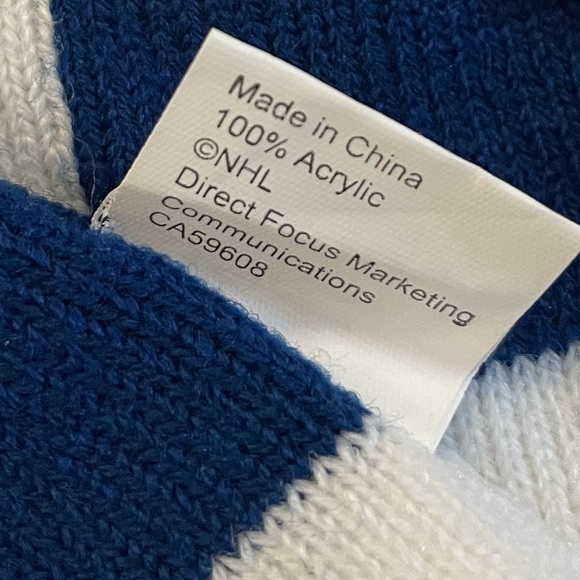 Made in China
100% Acrylic
©NHL
Direct Focus Marketing
Communications
CA59608